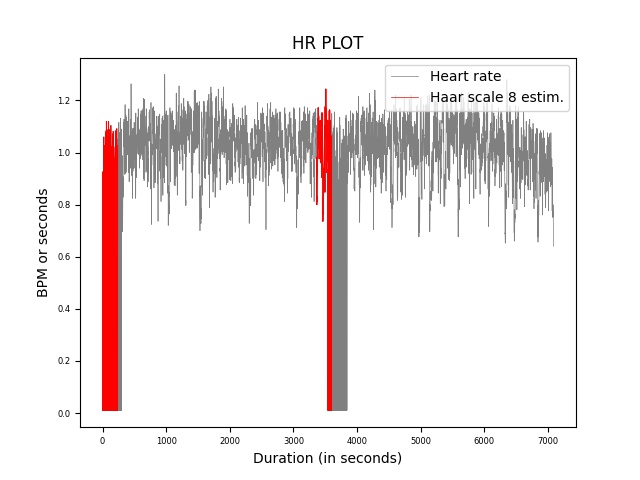 HR PLOT
Heart rate
Haar scale 8 estim.
1.2
1.0
0.8
0.6
0.4
0.2
0.0
BPM or seconds
0 1000 2000 3000 4000 5000 6000 7000
Duration (in seconds)